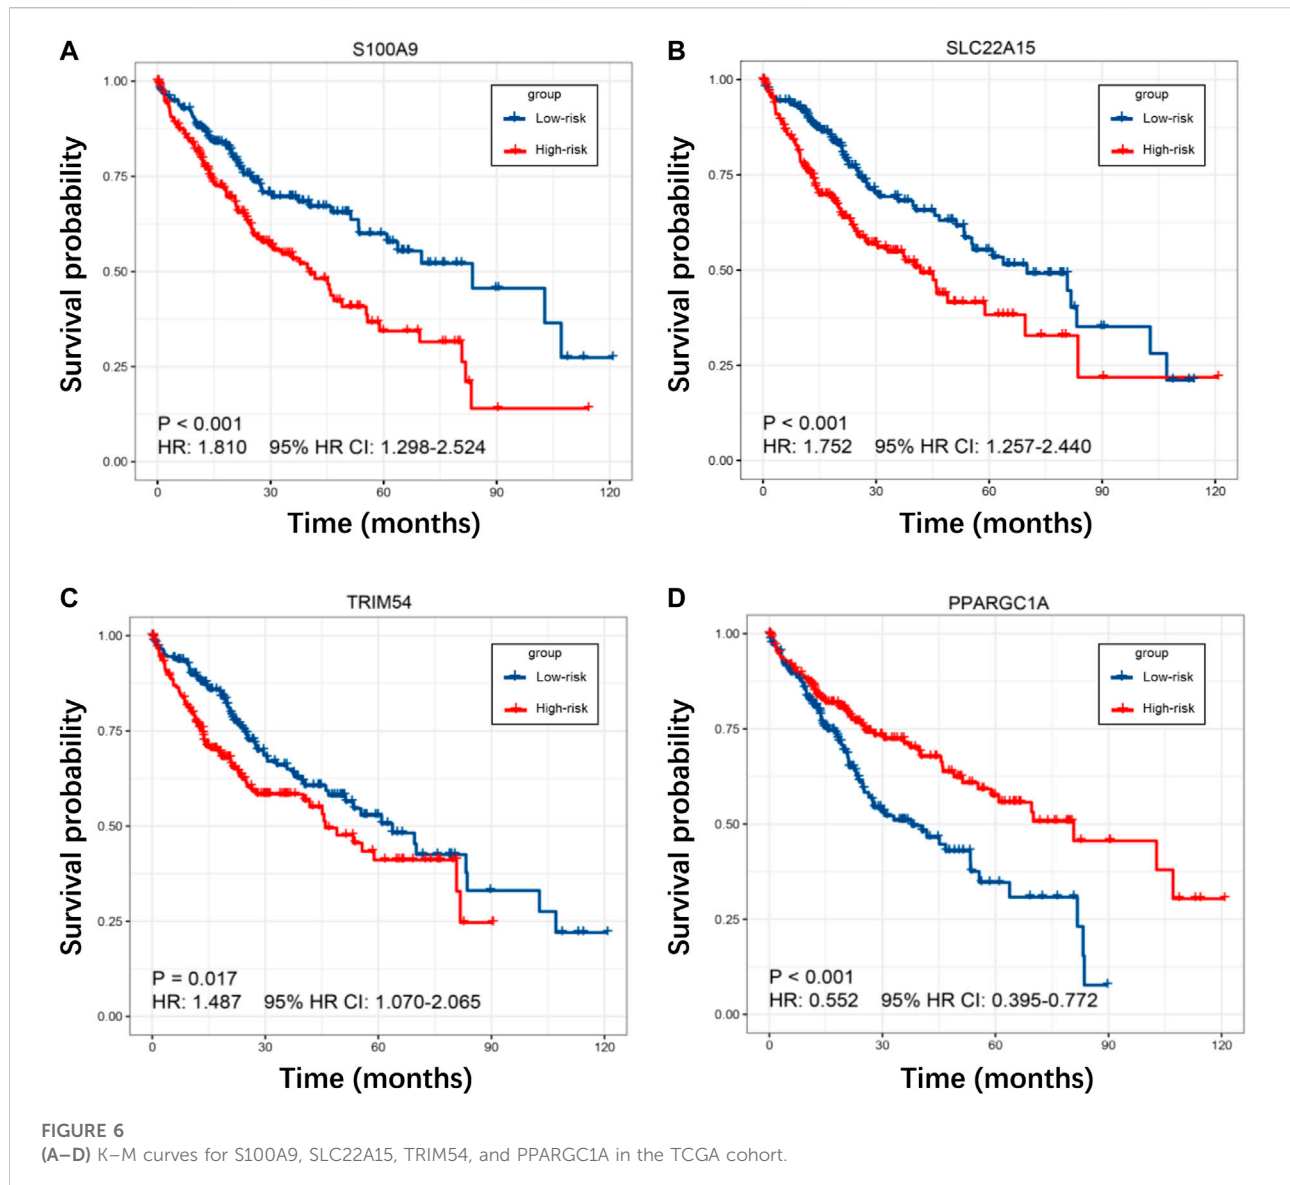 A
S100A9
Survival probability
1.00
0.75
0.50
0.25
0.00
group
Low-risk
High-risk
P < 0.001
HR: 1.810 95% HR CI: 1.298-2.524
0 30 60 90 120
Time (months)
B
SLC22A15
Survival probability
1.00
0.75
0.50
0.25
0.00
group
Low-risk
High-risk
P < 0.001
HR: 1.752 95% HR CI: 1.257-2.440
0 30 60 90 120
Time (months)
C
TRIM54
Survival probability
1.00
0.75
0.50
0.25
0.00
group
Low-risk
High-risk
P = 0.017
HR: 1.487 95% HR CI: 1.070-2.065
0 30 60 90 120
Time (months)
D
PPARGC1A
Survival probability
1.00
0.75
0.50
0.25
0.00
group
Low-risk
High-risk
P < 0.001
HR: 0.552 95% HR CI: 0.395-0.772
0 30 60 90 120
Time (months)
FIGURE 6
(A–D) K–M curves for S100A9, SLC22A15, TRIM54, and PPARGC1A in the TCGA cohort.